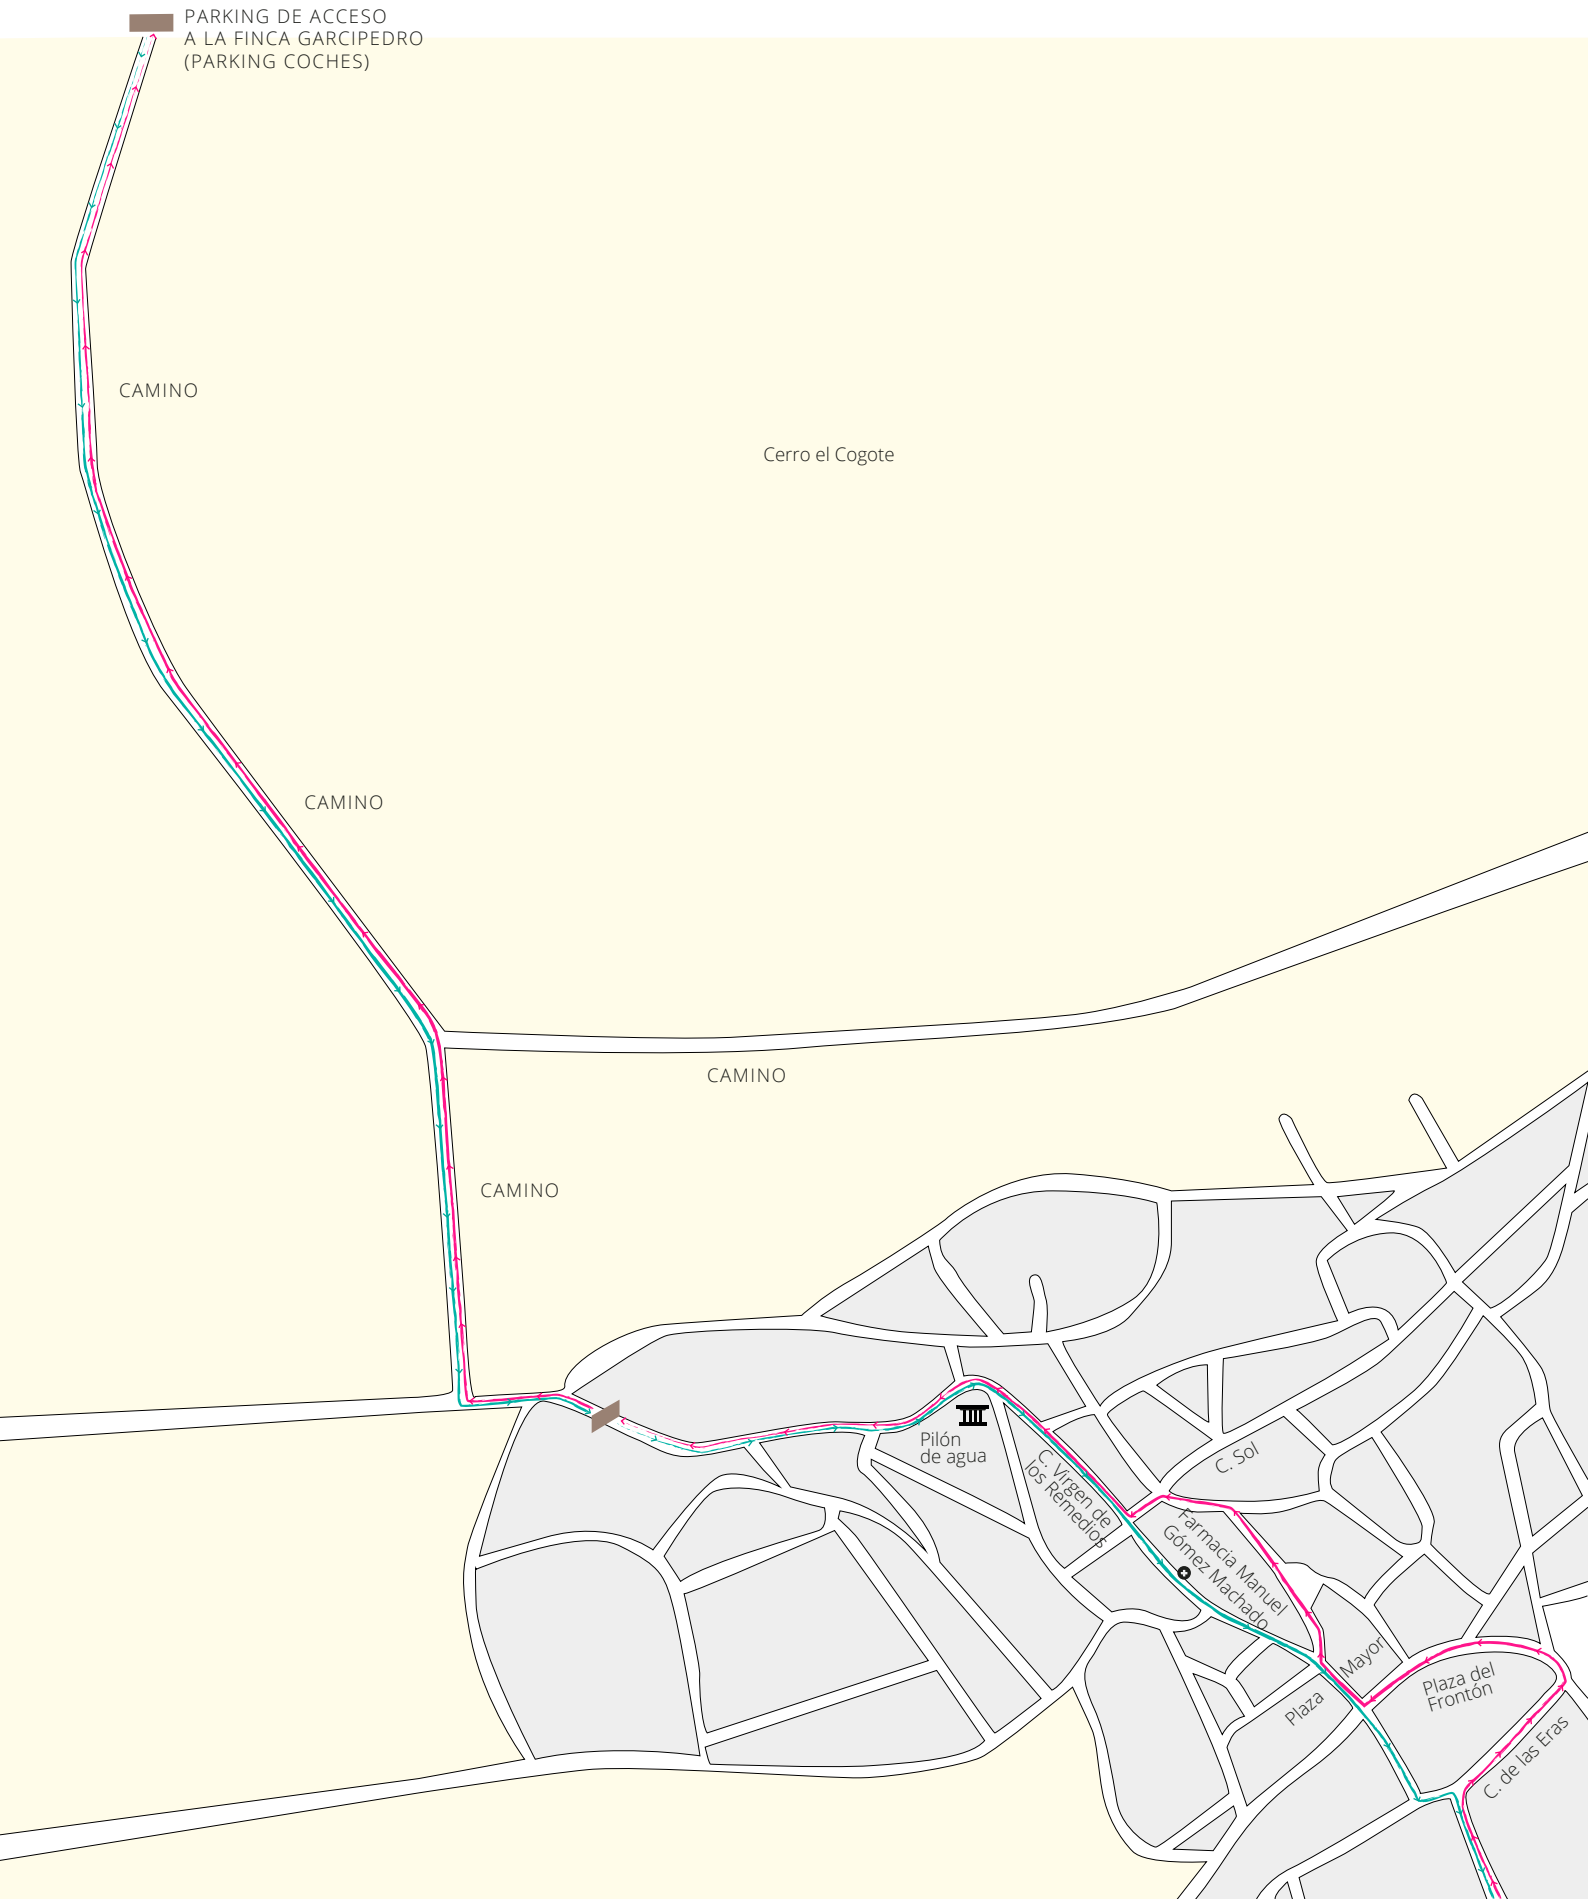 PARKING DE ACCESO
A LA FINCA GARCIPEDRO
(PARKING COCHES)
CAMINO
Cerro el Cogote
CAMINO
CAMINO
CAMINO
Pilón
de agua
C. Virgen de
los Remedios
C. Sol
Farmacia Manuel
Gómez Machado
Plaza
Mayor
Plaza del
Frontón
C. de las Eras